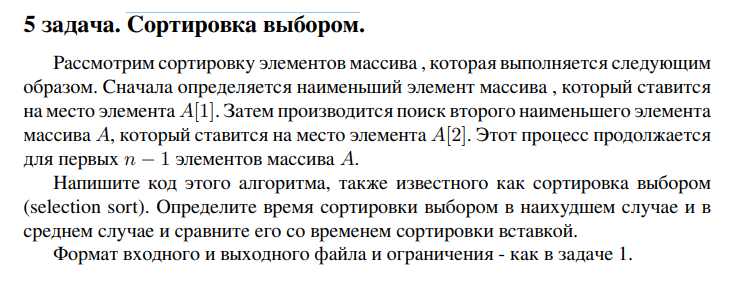 5 задача. Сортировка выбором.
Рассмотрим сортировку элементов массива , которая выполняется следующим
образом. Сначала определяется наименьший элемент массива , который ставится
на место элемента A[1]. Затем производится поиск второго наименьшего элемента
массива A, который ставится на место элемента A[2]. Этот процесс продолжается
для первых n − 1 элементов массива A.
Напишите код этого алгоритма, также известного как сортировка выбором
(selection sort). Определите время сортировки выбором в наихудшем случае и в
среднем случае и сравните его со временем сортировки вставкой.
Формат входного и выходного файла и ограничения - как в задаче 1.